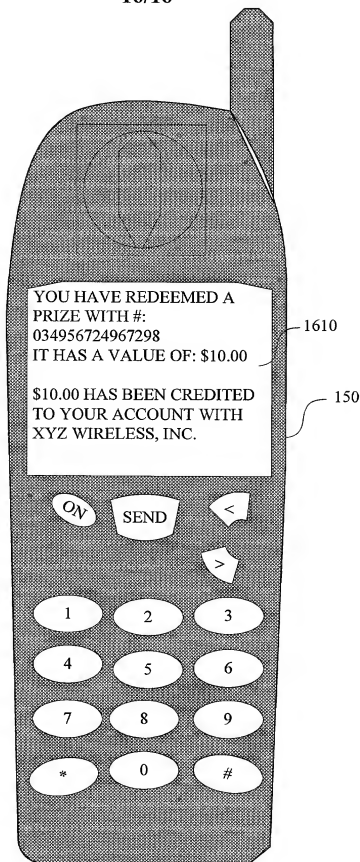 16/16
YOU HAVE REDEEMED A
PRIZE WITH #:
034956724967298
IT HAS A VALUE OF: $10.00
$10.00 HAS BEEN CREDITED
TO YOUR ACCOUNT WITH
XYZ WIRELESS, INC.
1610
150
ON
SEND
<
>
1 2 3
4 5 6
7 8 9
* 0 #